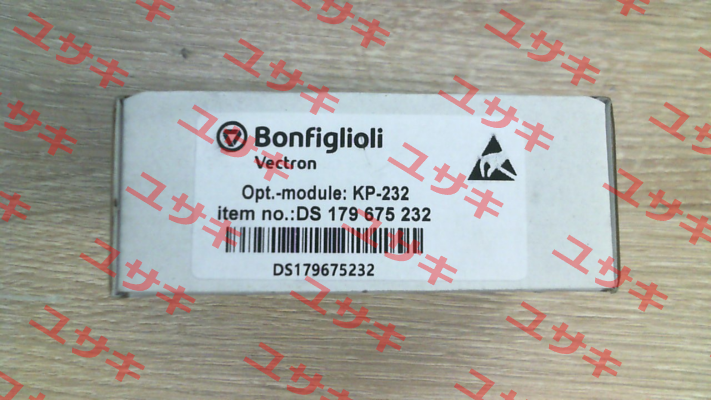 Bonfiglioli
Vectron
Opt.-module: KP-232
item no.:DS 179 675 232
DS179675232
ユサキ